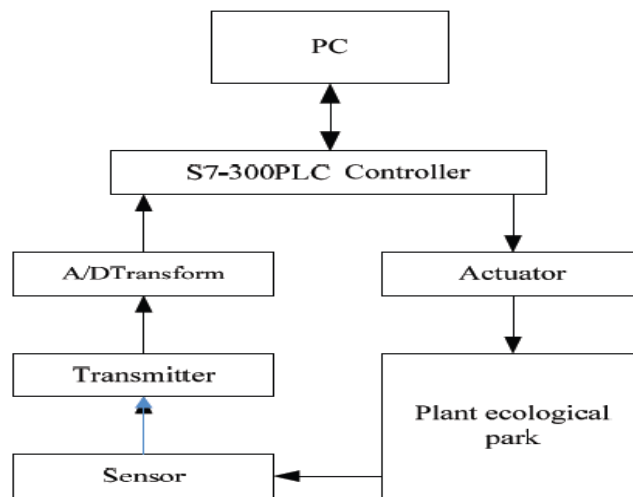 PC
S7-300PLC Controller
A/DTransform
Actuator
Transmitter
Plant ecological
park
Sensor